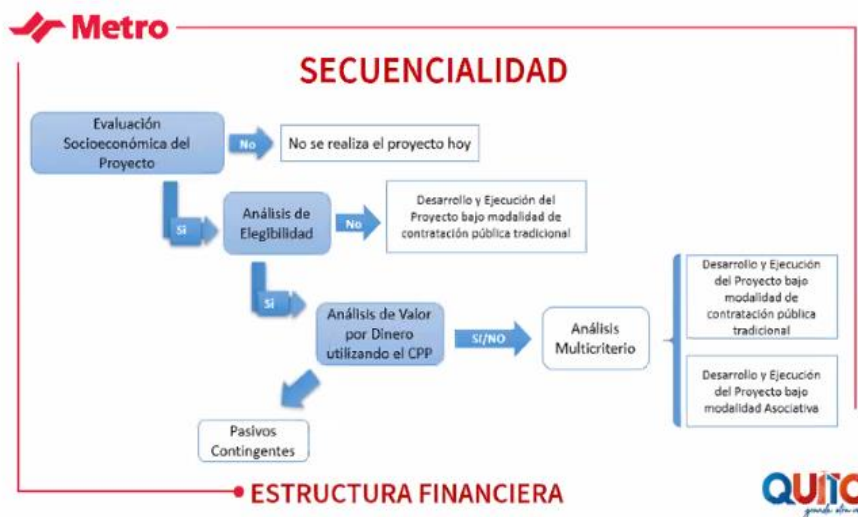 Metro
SECUENCIALIDAD
Evaluación
Socioeconómica del
Proyecto
No
No se realiza el proyecto hoy
Si
Análisis de
Elegibilidad
No
Desarrollo y Ejecución del
Proyecto bajo modalidad de
contratación pública tradicional
Si
Análisis de Valor
por Dinero
utilizando el CPP
SI/NO
Análisis
Multicriterio
Desarrollo y Ejecución
del Proyecto bajo
modalidad de
contratación pública
tradicional
Desarrollo y Ejecución
del Proyecto bajo
modalidad Asociativa
Pasivos
Contingentes
ESTRUCTURA FINANCIERA
QUITO
grande otra vez